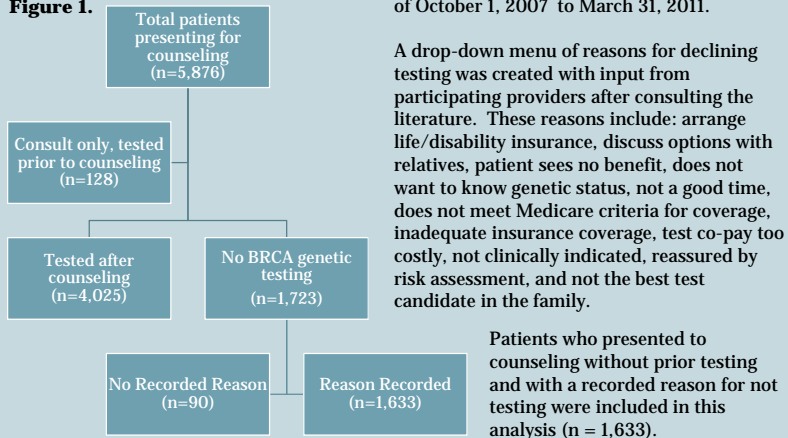 Figure 1.
Total patients
presenting for
counseling
(n=5,876)
Consult only, tested
prior to counseling
(n=128)
Tested after
counseling
(n=4,025)
No BRCA genetic
testing
(n=1,723)
No Recorded Reason
(n=90)
Reason Recorded
(n=1,633)
of October 1, 2007 to March 31, 2011.
A drop-down menu of reasons for declining
testing was created with input from
participating providers after consulting the
literature. These reasons include: arrange
life/disability insurance, discuss options with
relatives, patient sees no benefit, does not
want to know genetic status, not a good time,
does not meet Medicare criteria for coverage,
inadequate insurance coverage, test co-pay too
costly, not clinically indicated, reassured by
risk assessment, and not the best test
candidate in the family.
Patients who presented to
counseling without prior testing
and with a recorded reason for not
testing were included in this
analysis (n = 1,633).